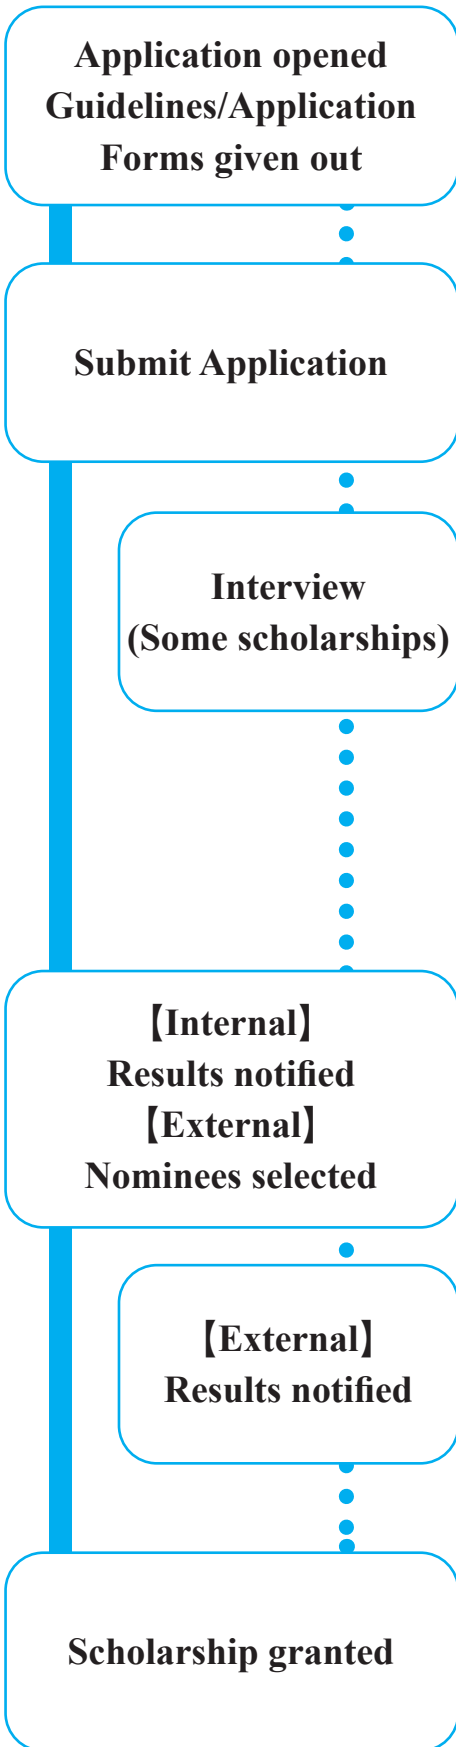 Application opened
Guidelines/Application
Forms given out
Submit Application
Interview
(Some scholarships)
【Internal】
Results notified
【External】
Nominees selected
【External】
Results notified
Scholarship granted